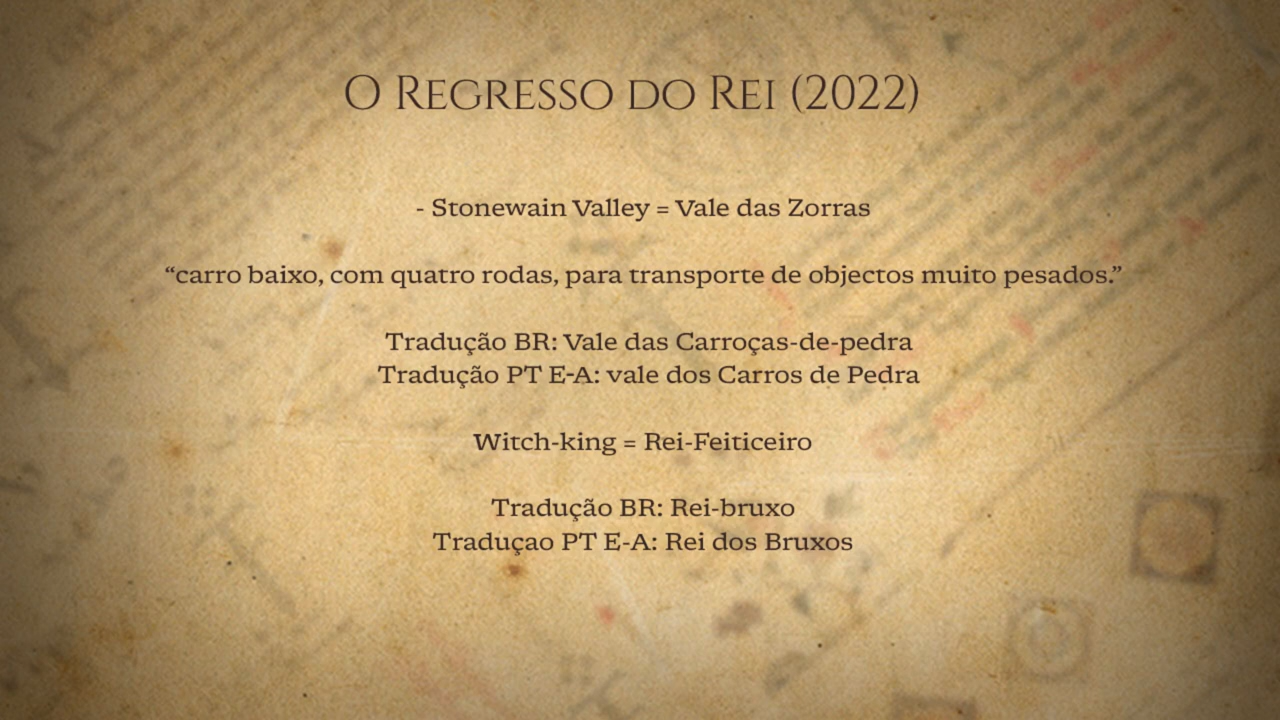 O Regresso do Rei (2022)
- Stonewain Valley = Vale das Zorras
“carro baixo, com quatro rodas, para transporte de objectos muito pesados.”
Tradução BR: Vale das Carroças-de-pedra
Tradução PT E-A: vale dos Carros de Pedra
Witch-king = Rei-Feiticeiro
Tradução BR: Rei-bruxo
Traduçao PT E-A: Rei dos Bruxos